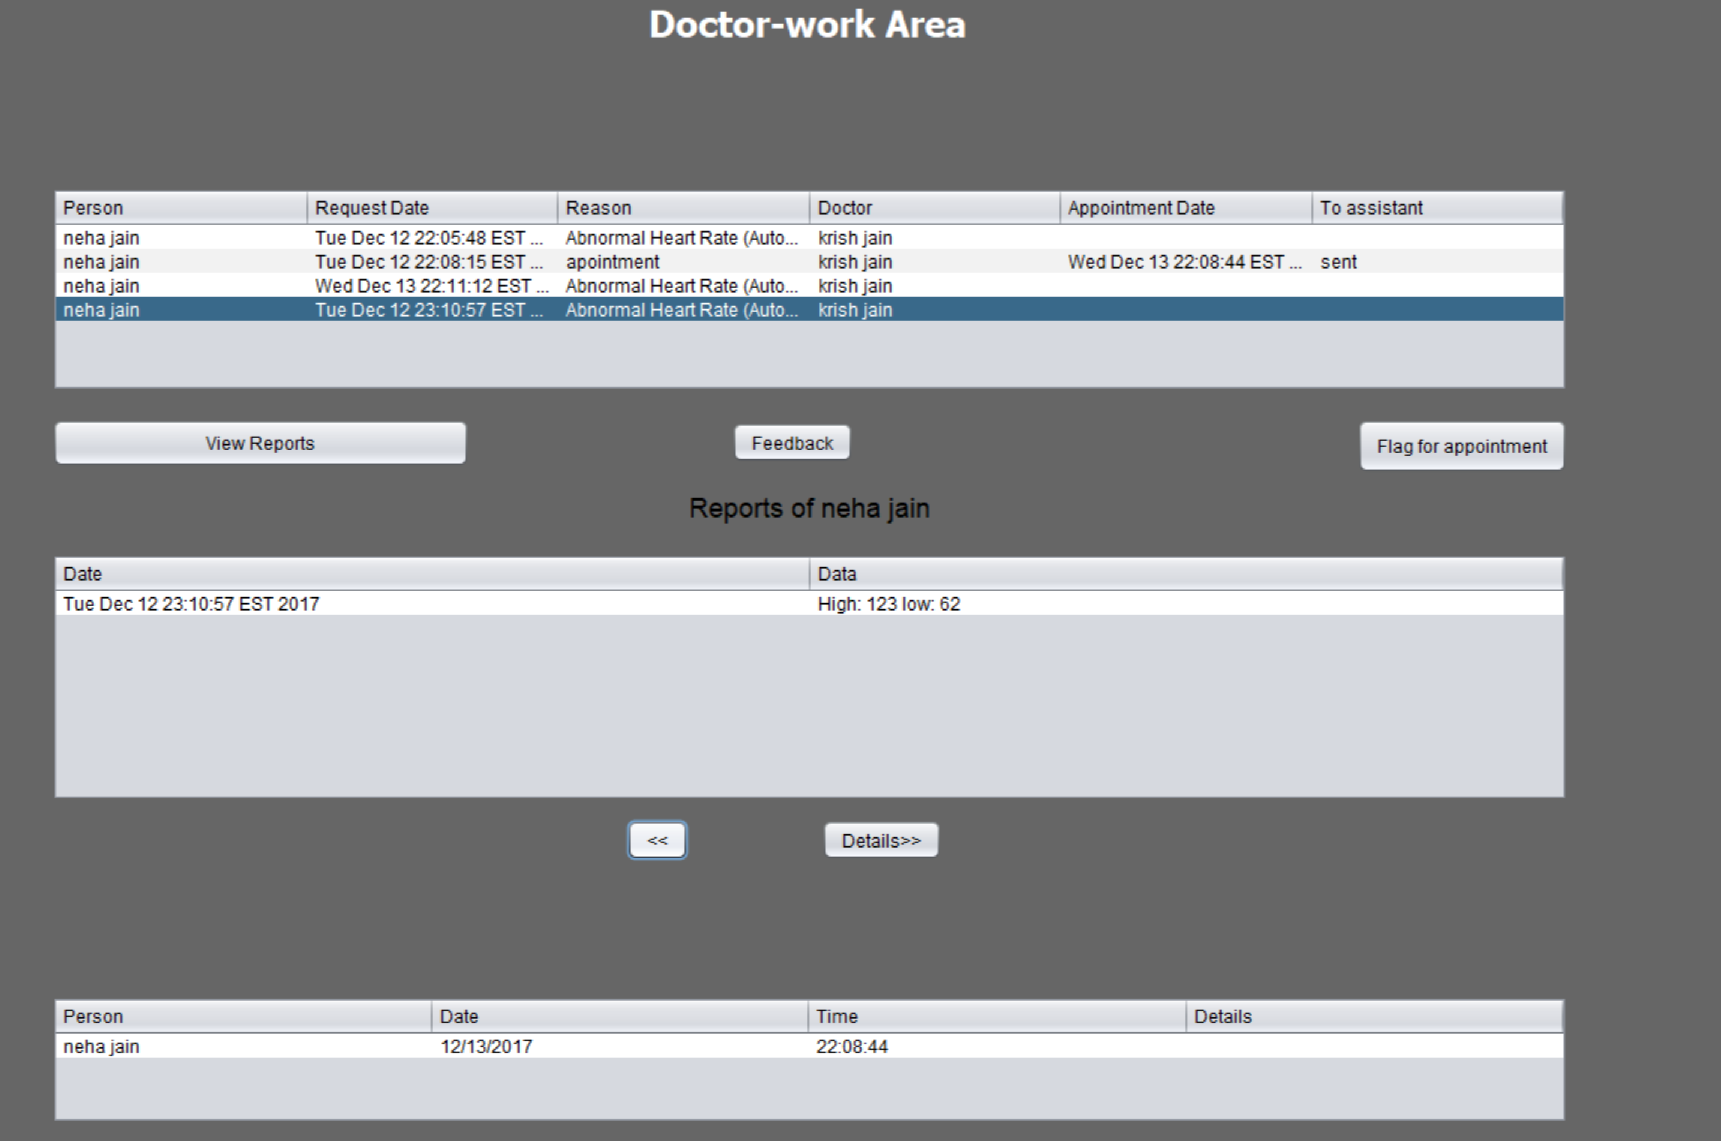 Doctor-work Area
Person Request Date Reason Doctor Appointment Date To assistant
neha jain Tue Dec 12 22:05:48 EST ... Abnormal Heart Rate (Auto... krish jain
neha jain Tue Dec 12 22:08:15 EST ... apointment krish jain Wed Dec 13 22:08:44 EST ... sent
neha jain Wed Dec 13 22:11:12 EST ... Abnormal Heart Rate (Auto... krish jain
neha jain Tue Dec 12 23:10:57 EST ... Abnormal Heart Rate (Auto... krish jain
View Reports Feedback Flag for appointment
Reports of neha jain
Date Data
Tue Dec 12 23:10:57 EST 2017 High: 123 low: 62
<< Details>>
Person Date Time Details
neha jain 12/13/2017 22:08:44